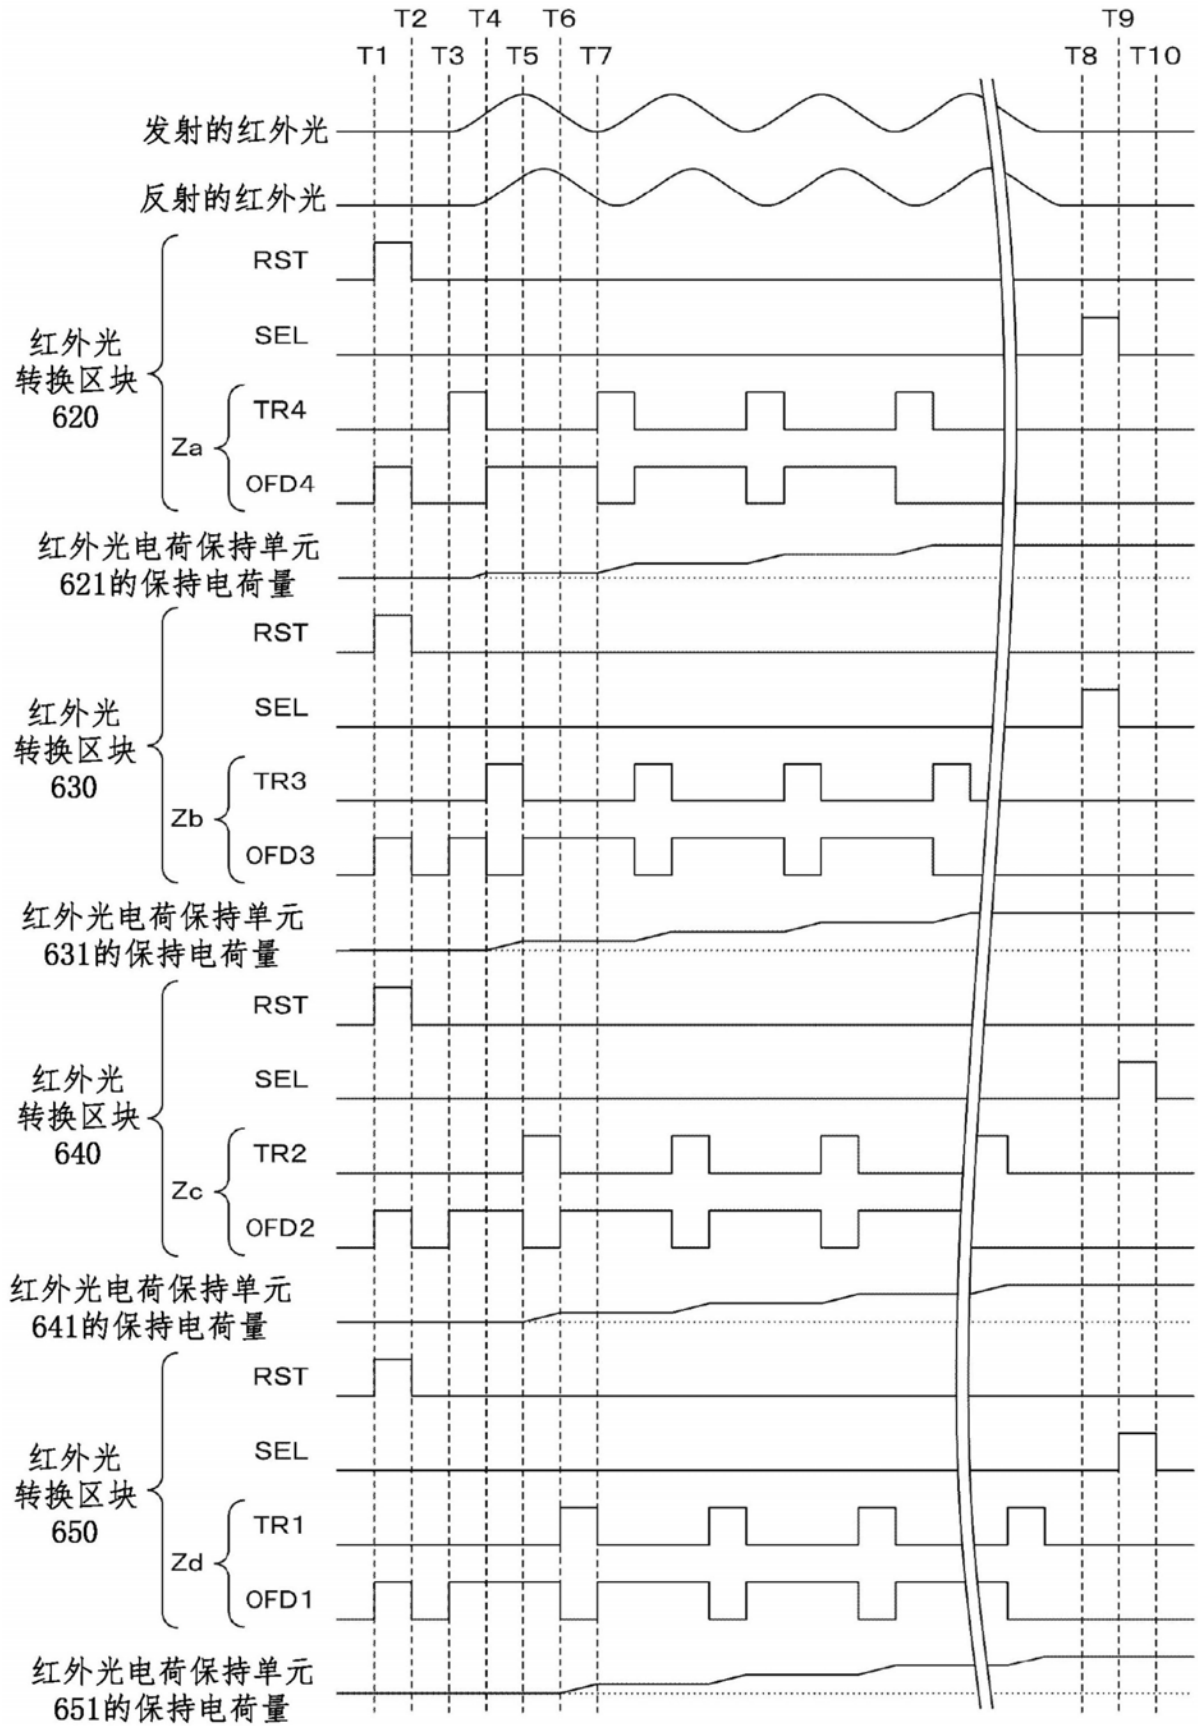 T2 T4 T6 T9
T1 T3 T5 T7 T8 T10
发射的红外光
反射的红外光
RST
SEL
红外光
转换区块
620
TR4
Za
OFD4
红外光电荷保持单元
621的保持电荷量
RST
SEL
红外光
转换区块
630
TR3
Zb
OFD3
红外光电荷保持单元
631的保持电荷量
RST
SEL
红外光
转换区块
640
TR2
Zc
OFD2
红外光电荷保持单元
641的保持电荷量
RST
SEL
红外光
转换区块
650
TR1
Zd
OFD1
红外光电荷保持单元
651的保持电荷量